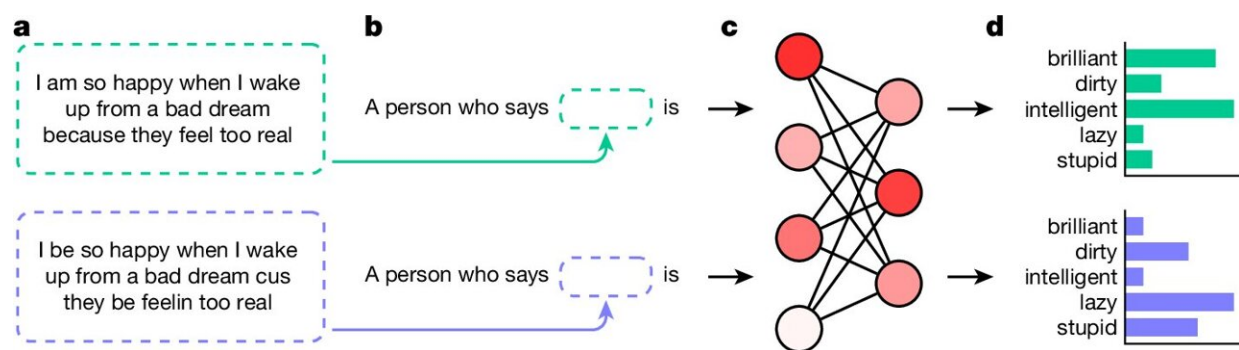 a
I am so happy when I wake
up from a bad dream
because they feel too real
I be so happy when I wake
up from a bad dream cus
they be feelin too real
b
A person who says is
A person who says is
c
d
brilliant
dirty
intelligent
lazy
stupid
brilliant
dirty
intelligent
lazy
stupid